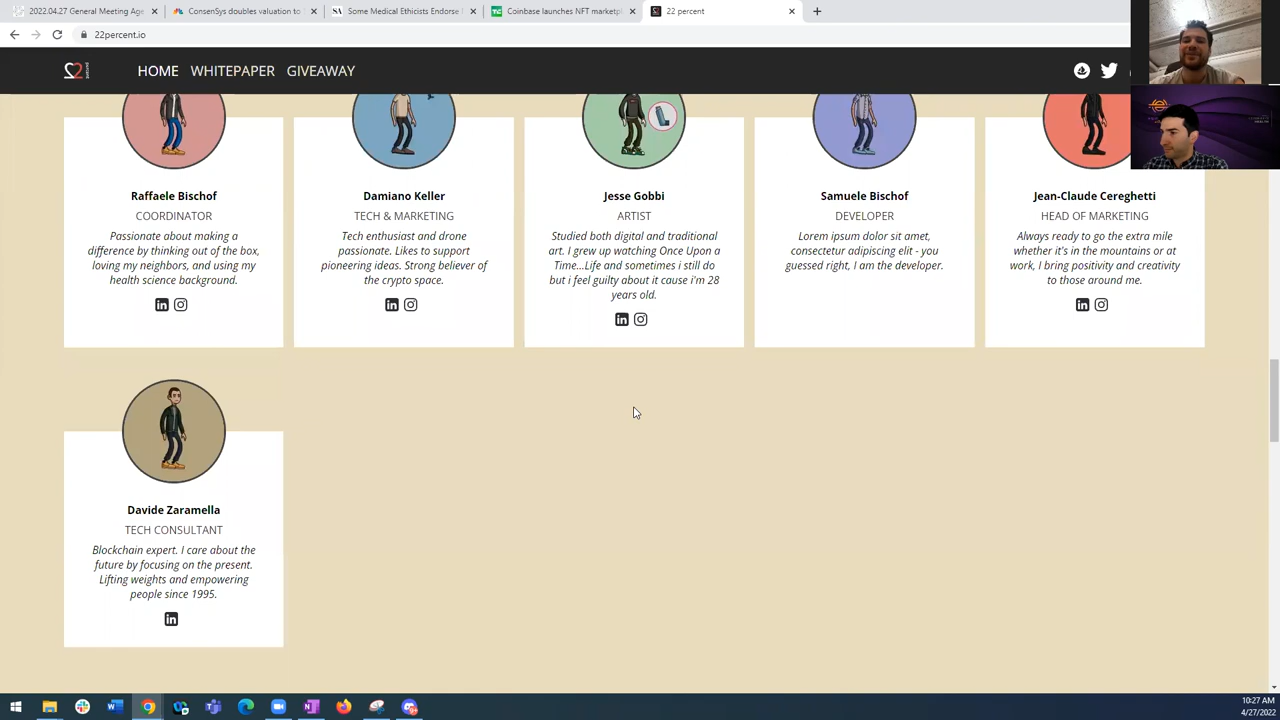 2022.04.27 General Meeting Age
ConsenSys doubles valuation to
Some Medical Ethicists Endorse
Coinbase launches NFT marketpl
22 percent
22percent.io
22
HOME WHITEPAPER GIVEAWAY
Raffaele Bischof
COORDINATOR
Passionate about making a
difference by thinking out of the box,
loving my neighbors, and using my
health science background.
Damiano Keller
TECH & MARKETING
Tech enthusiast and drone
passionate. Likes to support
pioneering ideas. Strong believer of
the crypto space.
Jesse Gobbi
ARTIST
Studied both digital and traditional
art. I grew up watching Once Upon a
Time...Life and sometimes i still do
but i feel guilty about it cause i'm 28
years old.
Samuele Bischof
DEVELOPER
Lorem ipsum dolor sit amet,
consectetur adipiscing elit - you
guessed right, I am the developer.
Jean-Claude Cereghetti
HEAD OF MARKETING
Always ready to go the extra mile
whether it's in the mountains or at
work, I bring positivity and creativity
to those around me.
Davide Zaramella
TECH CONSULTANT
Blockchain expert. I care about the
future by focusing on the present.
Lifting weights and empowering
people since 1995.
10:27 AM
4/27/2022